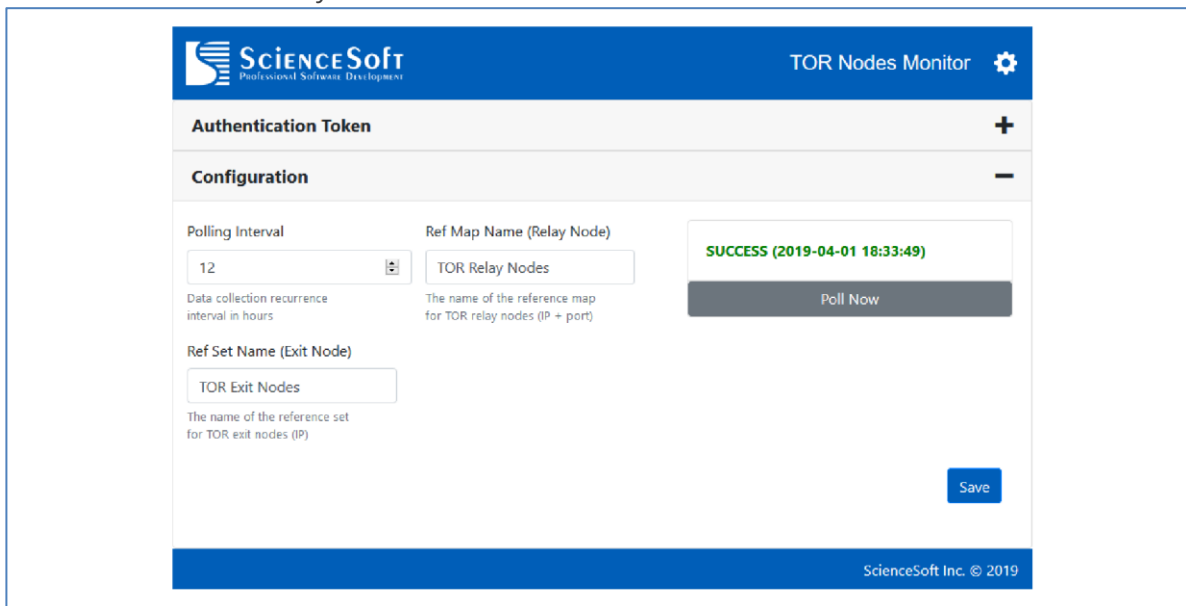 SCIENCESOFT
Professional Software Development
TOR Nodes Monitor
Authentication Token
Configuration
Polling Interval
12
Data collection recurrence
interval in hours
Ref Map Name (Relay Node)
TOR Relay Nodes
The name of the reference map
for TOR relay nodes (IP + port)
SUCCESS (2019-04-01 18:33:49)
Poll Now
Ref Set Name (Exit Node)
TOR Exit Nodes
The name of the reference set
for TOR exit nodes (IP)
Save
ScienceSoft Inc. © 2019